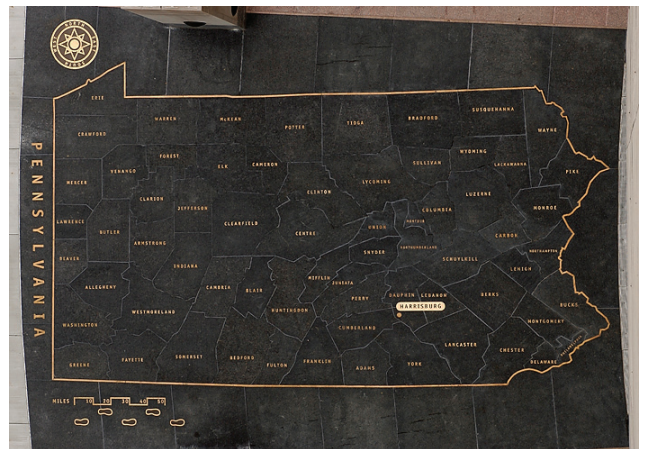 NORTH
PENNSYLVANIA
ERIE
CRAWFORD
WARREN
McKEAN
POTTER
TIOGA
BRADFORD
SUSQUEHANNA
WAYNE
MERCER
VENANGO
FOREST
ELK
CAMERON
SULLIVAN
WYOMING
LACKAWANNA
PIKE
CLARION
JEFFERSON
CLINTON
LYCOMING
LUZERNE
MONROE
LAWRENCE
BUTLER
ARMSTRONG
CLEARFIELD
CENTRE
UNION
MONTOUR
COLUMBIA
CARBON
BEAVER
INDIANA
SNYDER
NORTHUMBERLAND
SCHUYLKILL
NORTHAMPTON
LEHIGH
ALLEGHENY
CAMBRIA
BLAIR
MIFFLIN
JUNIATA
WESTMORELAND
HUNTINGDON
PERRY
DAUPHIN
LEBANON
BERKS
BUCKS
HARRISBURG
WASHINGTON
CUMBERLAND
MONTGOMERY
GREENE
FAYETTE
SOMERSET
BEDFORD
FULTON
FRANKLIN
ADAMS
YORK
LANCASTER
CHESTER
DELAWARE
MILES 10 20 30 40 50